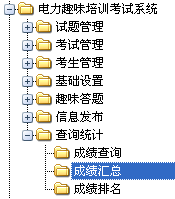 电力趣味培训考试系统
试题管理
考试管理
考生管理
基础设置
趣味答题
信息发布
查询统计
成绩查询
成绩汇总
成绩排名